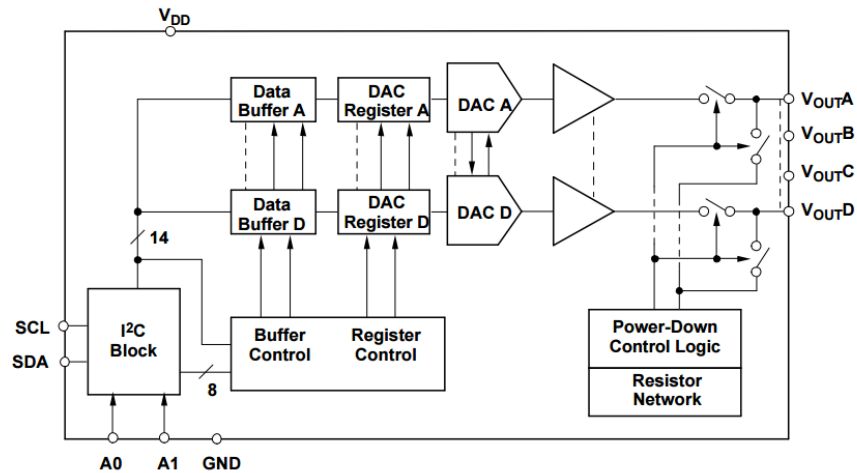 VDD
Data
Buffer A
DAC
Register A
DAC A
VOUTA
VOUTB
VOUTC
VOUTD
Data
Buffer D
DAC
Register D
DAC D
14
SCL
SDA
I²C
Block
8
Buffer
Control
Register
Control
Power-Down
Control Logic
Resistor
Network
A0
A1
GND